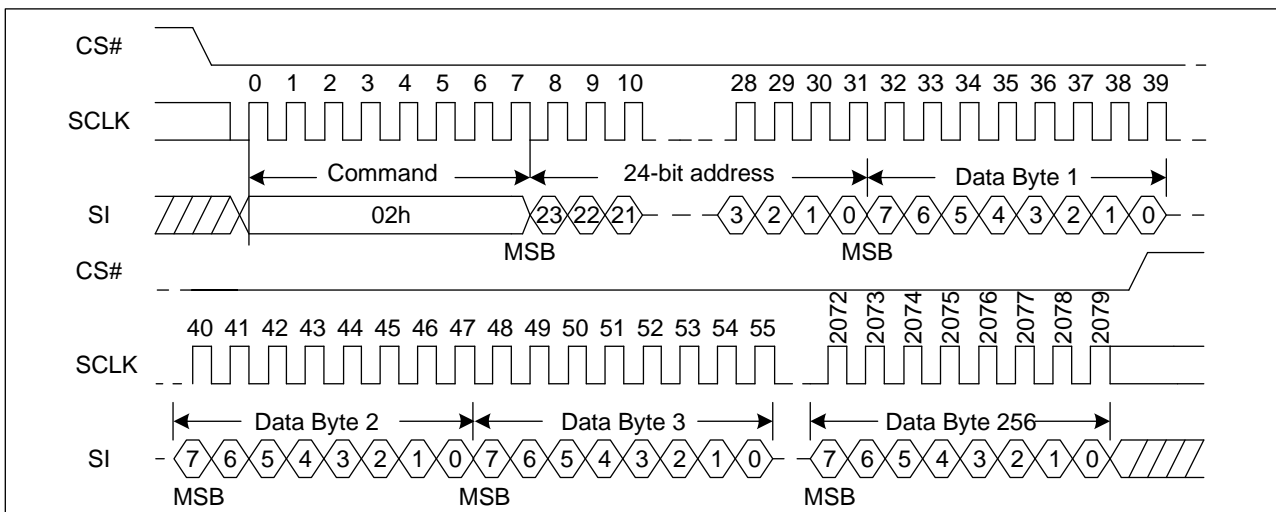 CS#
0 1 2 3 4 5 6 7 8 9 10 28 29 30 31 32 33 34 35 36 37 38 39
SCLK
Command 24-bit address Data Byte 1
SI 02h 23 22 21 3 2 1 0 7 6 5 4 3 2 1 0
MSB MSB
CS#
40 41 42 43 44 45 46 47 48 49 50 51 52 53 54 55 2072 2073 2074 2075 2076 2077 2078 2079
SCLK
Data Byte 2 Data Byte 3 Data Byte 256
SI 7 6 5 4 3 2 1 0 7 6 5 4 3 2 1 0 7 6 5 4 3 2 1 0
MSB MSB MSB